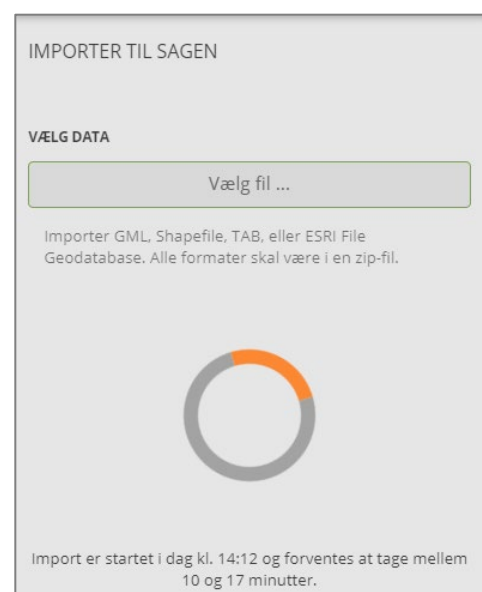 IMPORTER TIL SAGEN
VÆLG DATA
Vælg fil ...
Importer GML, Shapefile, TAB, eller ESRI File
Geodatabase. Alle formater skal være i en zip-fil.
Import er startet i dag kl. 14:12 og forventes at tage mellem
10 og 17 minutter.